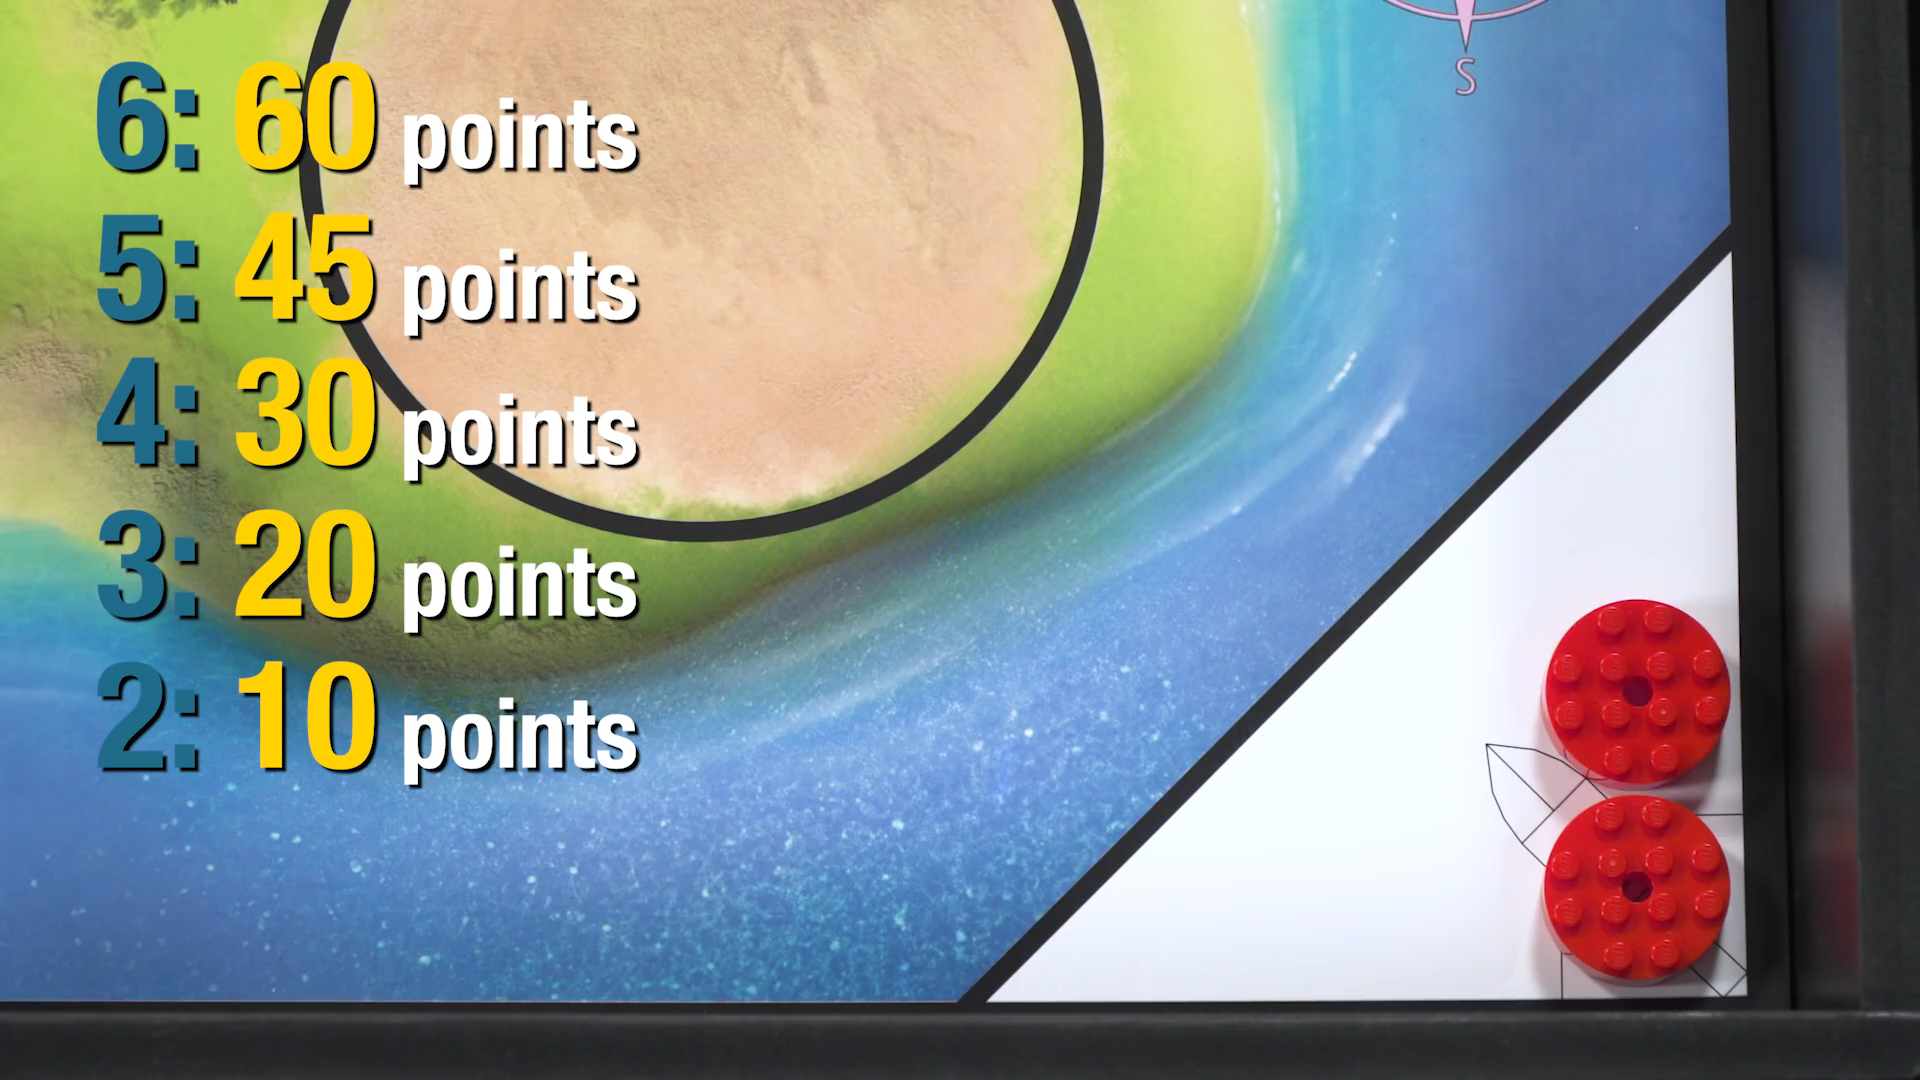 S
6: 60 points
5: 45 points
4: 30 points
3: 20 points
2: 10 points